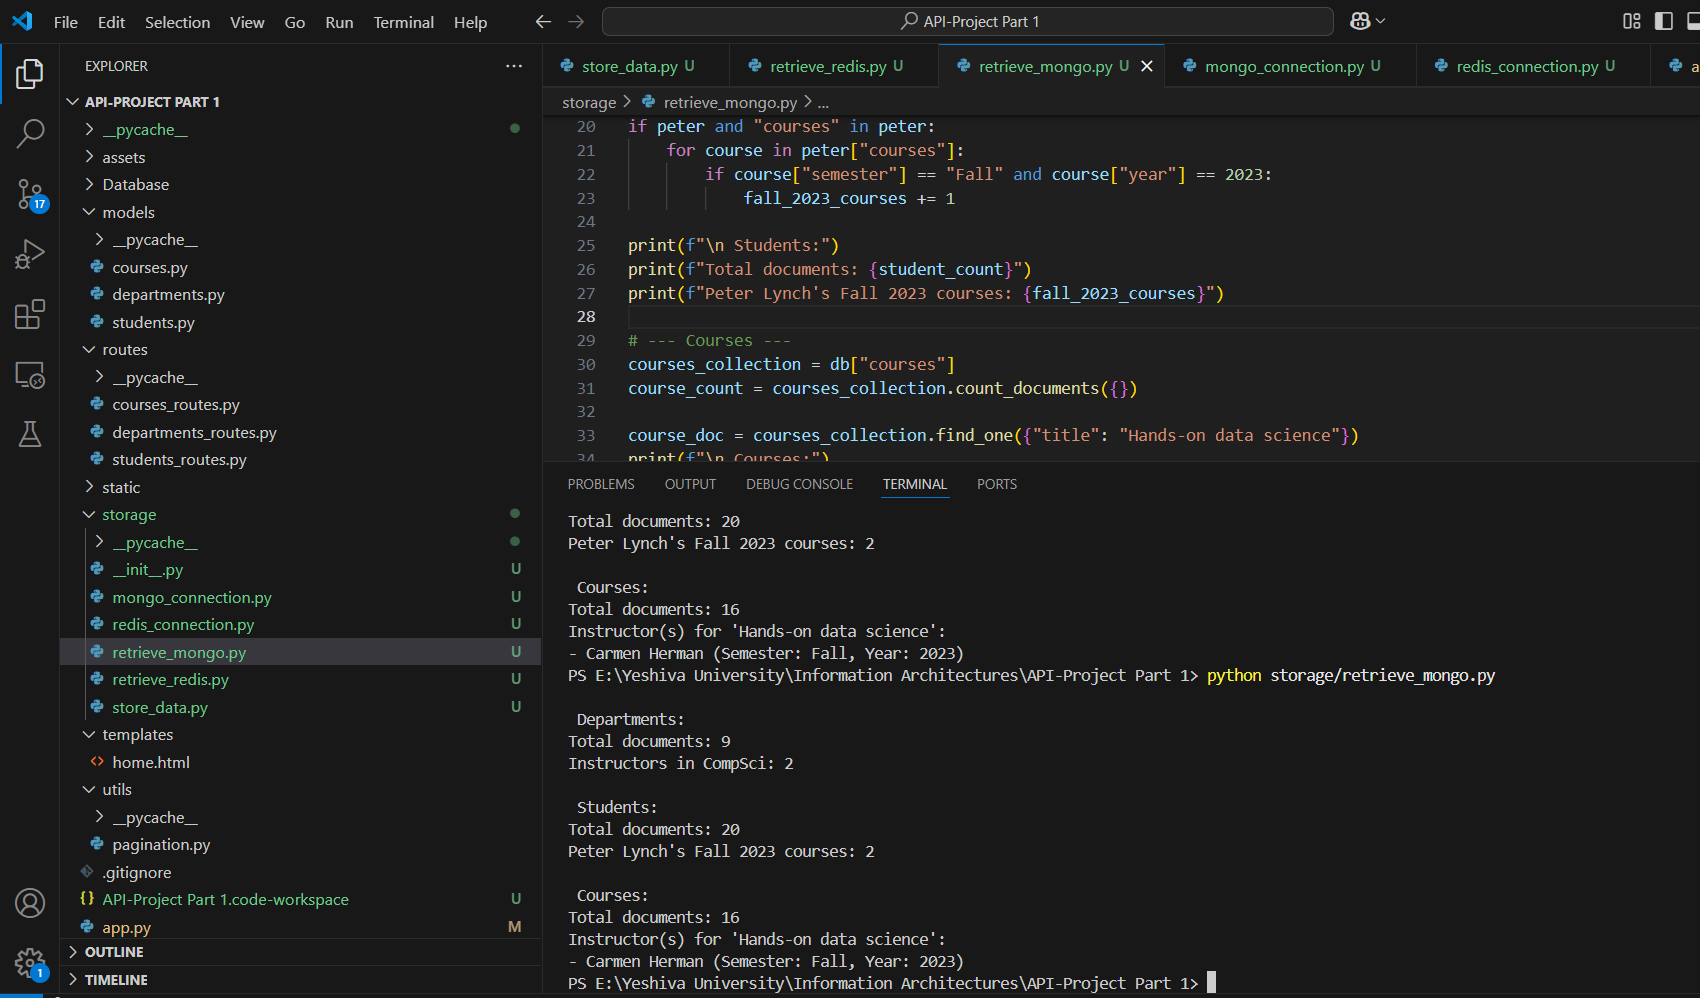 File Edit Selection View Go Run Terminal Help
API-Project Part 1
EXPLORER
API-PROJECT PART 1
__pycache__
assets
Database
models
__pycache__
courses.py
departments.py
students.py
routes
__pycache__
courses_routes.py
departments_routes.py
students_routes.py
static
storage
__pycache__
__init__.py U
mongo_connection.py U
redis_connection.py U
retrieve_mongo.py U
retrieve_redis.py U
store_data.py U
templates
home.html
utils
__pycache__
pagination.py
.gitignore
{} API-Project Part 1.code-workspace U
app.py M
OUTLINE
TIMELINE
17
1
store_data.py U retrieve_redis.py U retrieve_mongo.py U mongo_connection.py U redis_connection.py U a
storage > retrieve_mongo.py > ...
20 if peter and "courses" in peter:
21 for course in peter["courses"]:
22 if course["semester"] == "Fall" and course["year"] == 2023:
23 fall_2023_courses += 1
24
25 print(f"\n Students:")
26 print(f"Total documents: {student_count}")
27 print(f"Peter Lynch's Fall 2023 courses: {fall_2023_courses}")
28
29 # --- Courses ---
30 courses_collection = db["courses"]
31 course_count = courses_collection.count_documents({})
32
33 course_doc = courses_collection.find_one({"title": "Hands-on data science"})
34 print(f"\n Courses:")
PROBLEMS OUTPUT DEBUG CONSOLE TERMINAL PORTS
Total documents: 20
Peter Lynch's Fall 2023 courses: 2
Courses:
Total documents: 16
Instructor(s) for 'Hands-on data science':
- Carmen Herman (Semester: Fall, Year: 2023)
PS E:\Yeshiva University\Information Architectures\API-Project Part 1> python storage/retrieve_mongo.py
Departments:
Total documents: 9
Instructors in CompSci: 2
Students:
Total documents: 20
Peter Lynch's Fall 2023 courses: 2
Courses:
Total documents: 16
Instructor(s) for 'Hands-on data science':
- Carmen Herman (Semester: Fall, Year: 2023)
PS E:\Yeshiva University\Information Architectures\API-Project Part 1>